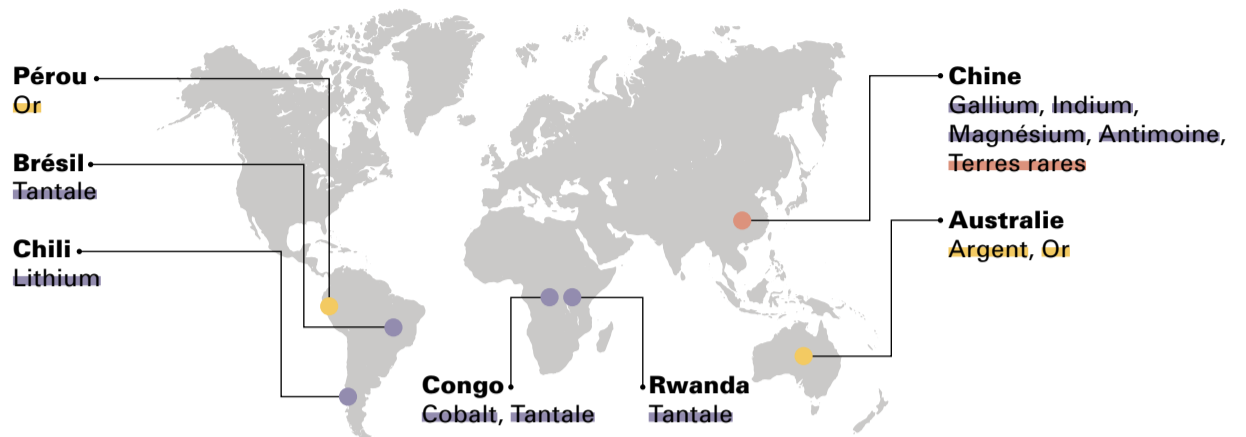 Pérou
Or
Brésil
Tantale
Chili
Lithium
Congo
Cobalt, Tantale
Rwanda
Tantale
Chine
Gallium, Indium,
Magnésium, Antimoine,
Terres rares
Australie
Argent, Or